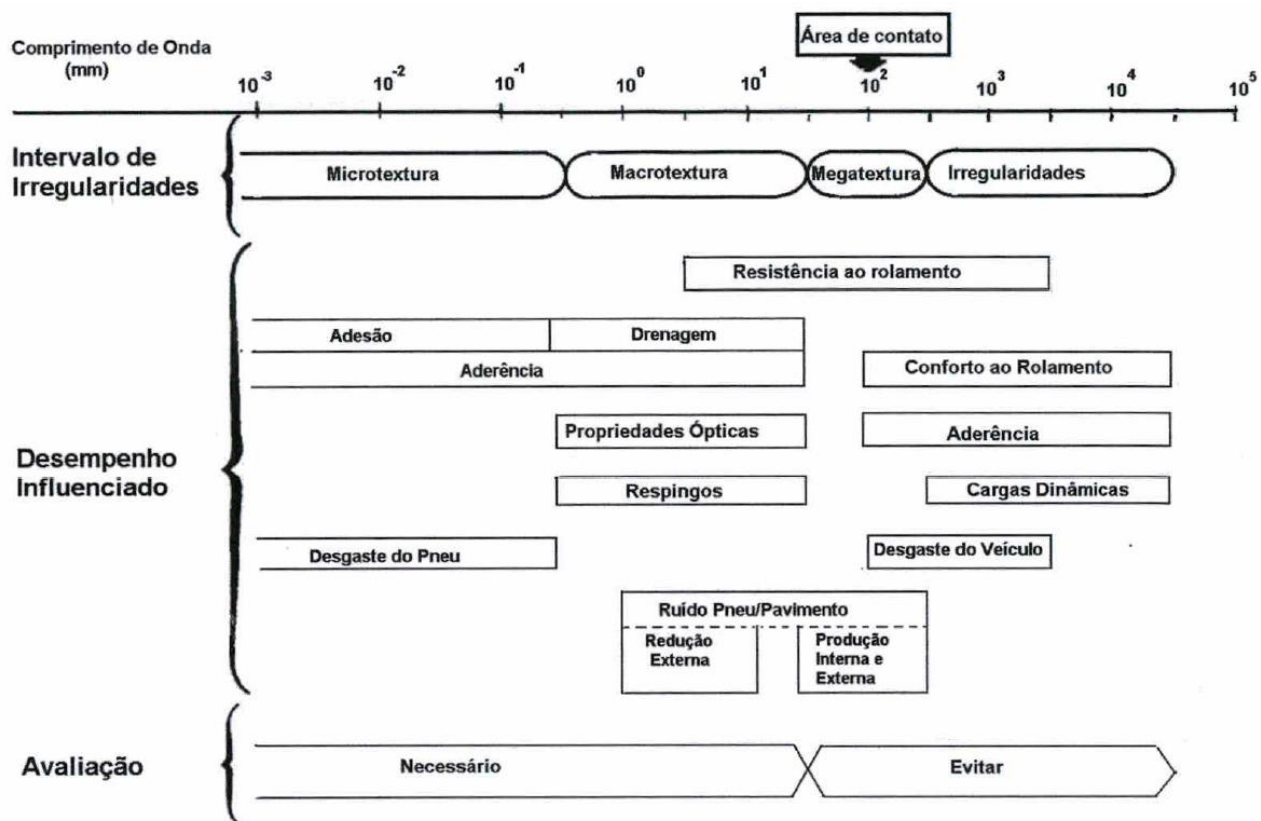 Área de contato
Comprimento de Onda
(mm)
10⁻³ 10⁻² 10⁻¹ 10⁰ 10¹ 10² 10³ 10⁴ 10⁵
Intervalo de
Irregularidades
Microtextura Macrotextura Megatextura Irregularidades
Resistência ao rolamento
Adesão Drenagem
Aderência Conforto ao Rolamento
Propriedades Ópticas Aderência
Desempenho
Influenciado
Respingos Cargas Dinâmicas
Desgaste do Pneu Desgaste do Veículo
Ruído Pneu/Pavimento
Redução
Externa
Produção
Interna e
Externa
Avaliação
Necessário Evitar